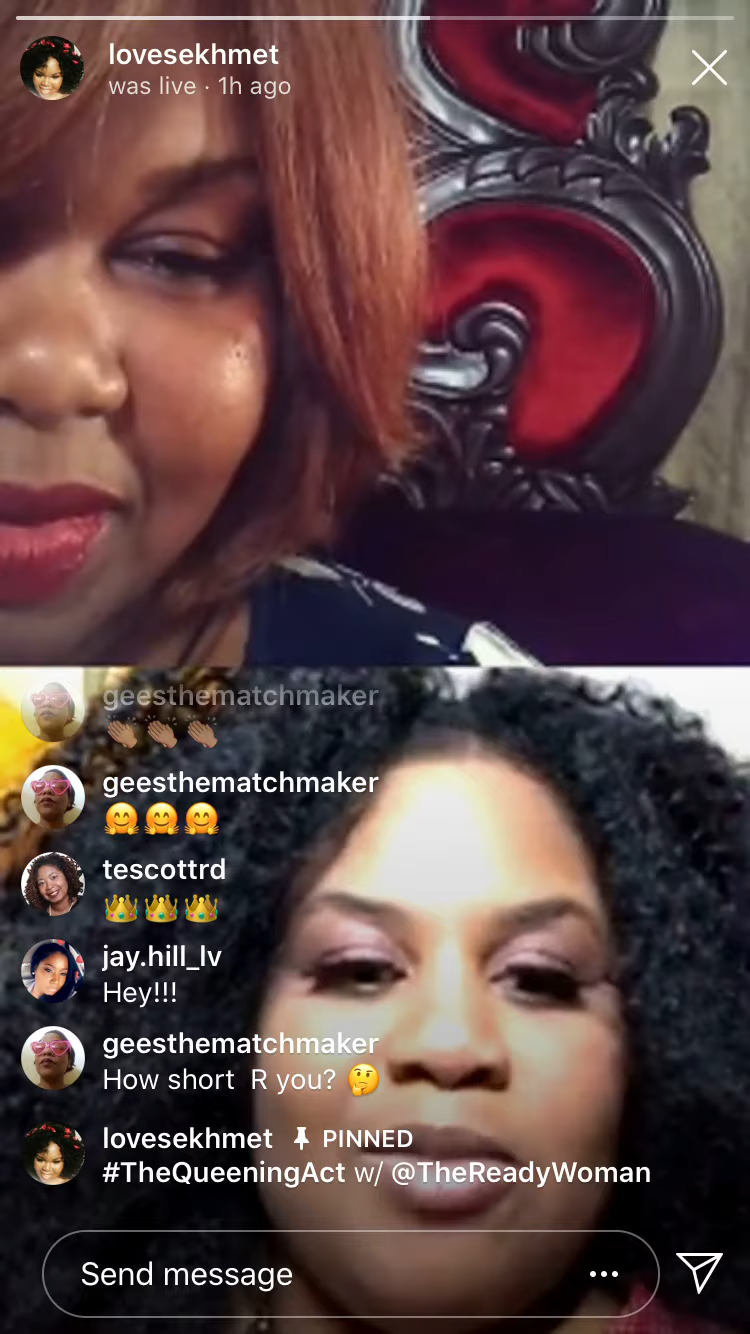 lovesekhmet
was live · 1h ago
geesthematchmaker
👏🏽👏🏽👏🏽
geesthematchmaker
🤗🤗🤗
tescottrd
👑👑👑
jay.hill_lv
Hey!!!
geesthematchmaker
How short R you? 🤔
lovesekhmet 📌 PINNED
#TheQueeningAct w/ @TheReadyWoman
Send message